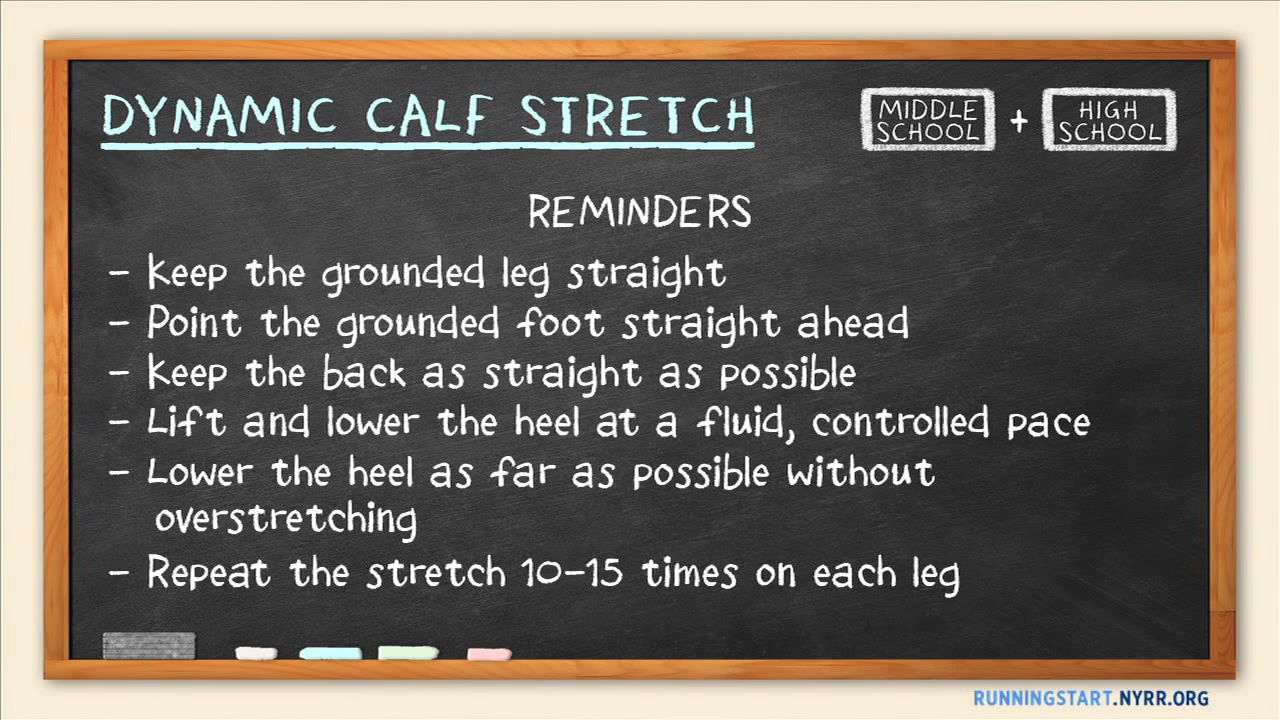 DYNAMIC CALF STRETCH
MIDDLE
SCHOOL
+
HIGH
SCHOOL
REMINDERS
– Keep the grounded leg straight
– Point the grounded foot straight ahead
– Keep the back as straight as possible
– Lift and lower the heel at a fluid, controlled pace
– Lower the heel as far as possible without
overstretching
– Repeat the stretch 10–15 times on each leg
RUNNINGSTART.NYRR.ORG